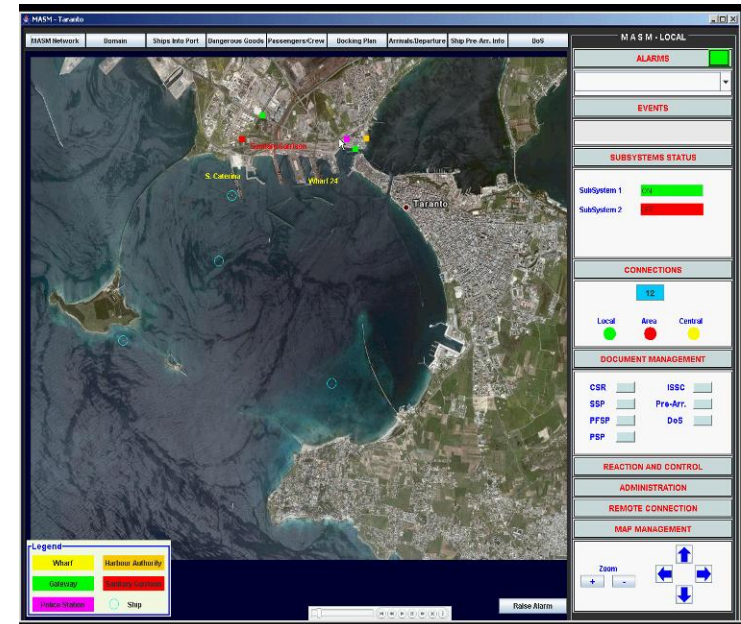 MASM - Taranto
MASM Network Domain Ships Into Port Dangerous Goods Passengers/Crew Docking Plan Arrivals/Departure Ship Pre-Arr. Info DoS
S. Caterina
Wharf 24
Taranto
Legend
Wharf Harbour Authority
Gateway
Police Station Ship
Raise Alarm
M A S M - LOCAL
ALARMS
EVENTS
SUBSYSTEMS STATUS
SubSystem 1 ON
SubSystem 2
CONNECTIONS
12
Local Area Central
DOCUMENT MANAGEMENT
CSR ISSC
SSP Pre-Arr.
PFSP DoS
PSP
REACTION AND CONTROL
ADMINISTRATION
REMOTE CONNECTION
MAP MANAGEMENT
Zoom
+ -